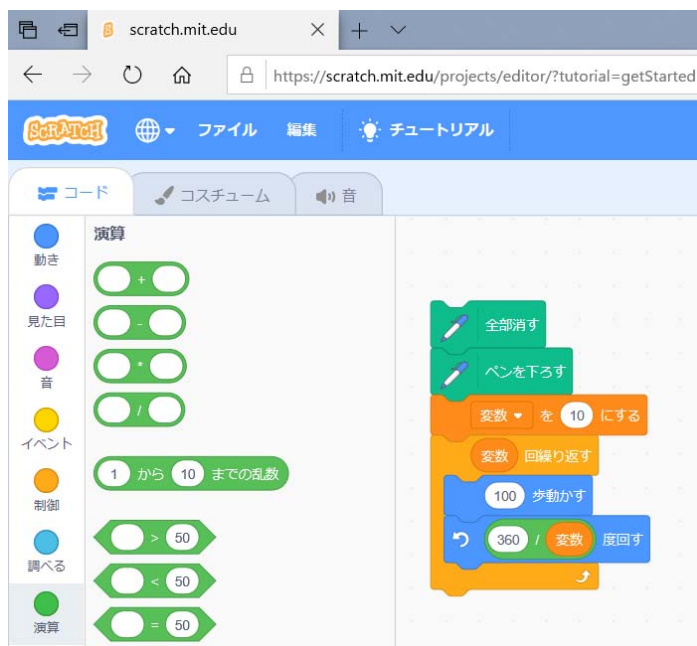 scratch.mit.edu
https://scratch.mit.edu/projects/editor/?tutorial=getStarted
SCRATCH ファイル 編集 チュートリアル
コード コスチューム 音
動き
見た目
音
イベント
制御
調べる
演算
演算
+
-
*
/
1 から 10 までの乱数
> 50
< 50
= 50
全部消す
ペンを下ろす
変数 を 10 にする
変数 回繰り返す
100 歩動かす
360 / 変数 度回す